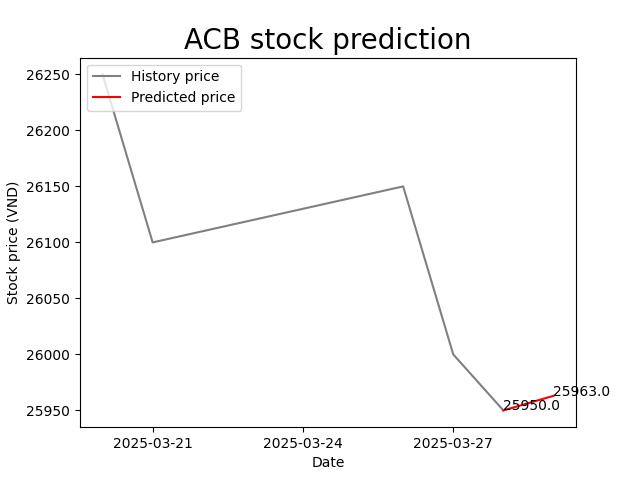 ACB stock prediction
History price
Predicted price
26250
26200
26150
26100
26050
26000
25950
Stock price (VND)
25950.0
25963.0
2025-03-21
2025-03-24
2025-03-27
Date